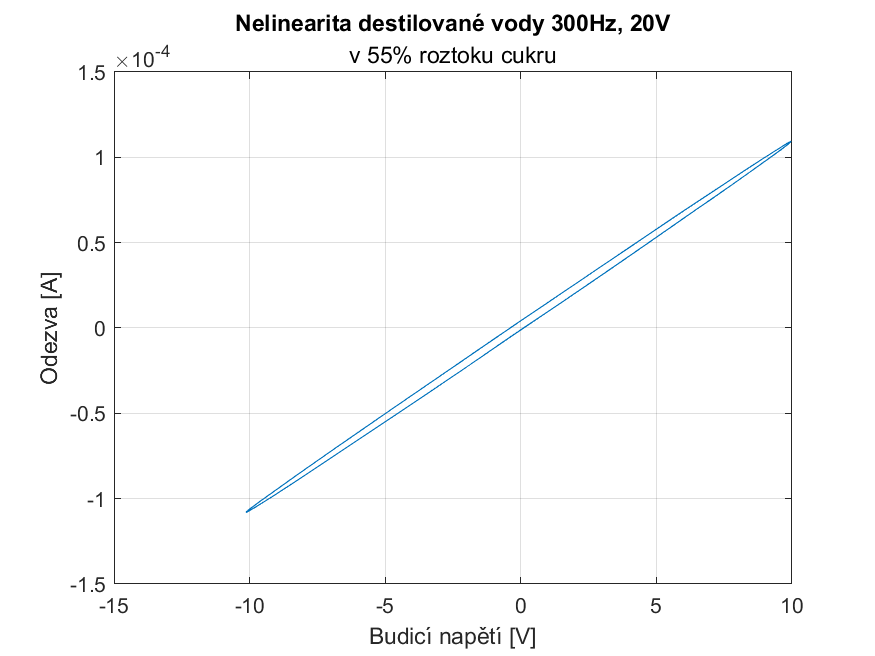 Nelinearita destilované vody 300Hz, 20V
v 55% roztoku cukru
×10-4
1.5
1
0.5
0
-0.5
-1
-1.5
-15 -10 -5 0 5 10
Odezva [A]
Budicí napětí [V]